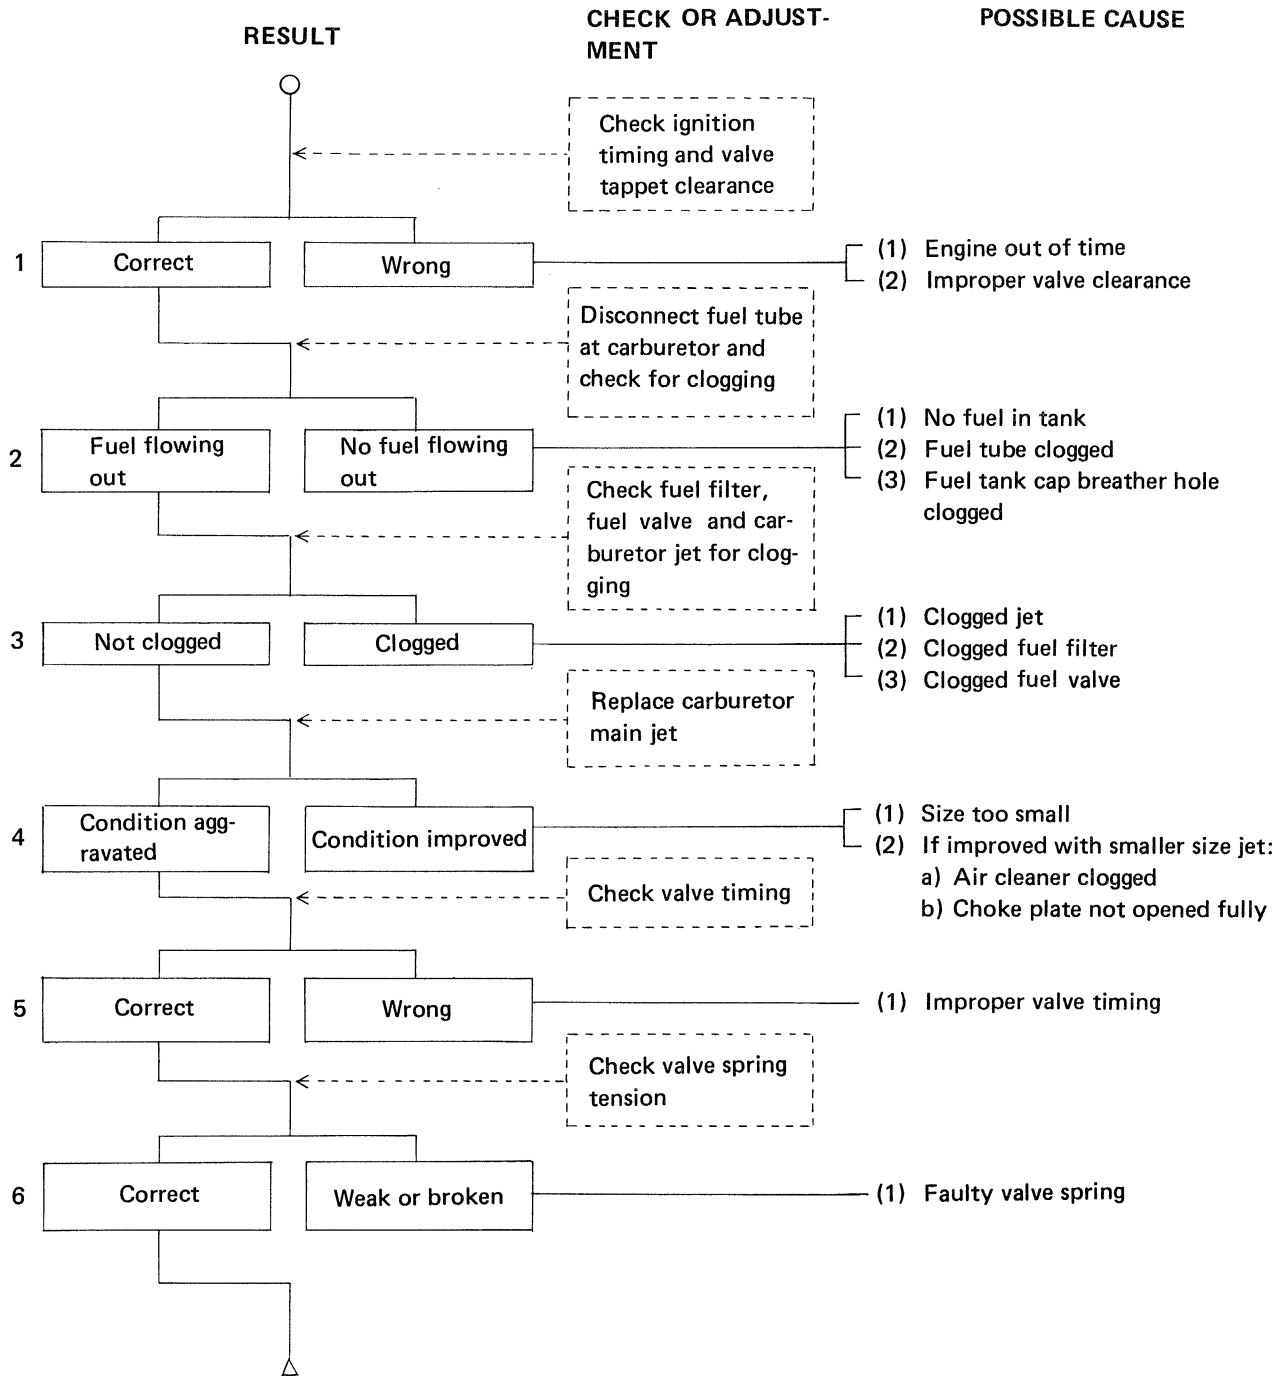 RESULT
CHECK OR ADJUST-
MENT
POSSIBLE CAUSE
Check ignition
timing and valve
tappet clearance
1
Correct
Wrong
(1) Engine out of time
(2) Improper valve clearance
Disconnect fuel tube
at carburetor and
check for clogging
2
Fuel flowing
out
No fuel flowing
out
(1) No fuel in tank
(2) Fuel tube clogged
(3) Fuel tank cap breather hole
clogged
Check fuel filter,
fuel valve and car-
buretor jet for clog-
ging
3
Not clogged
Clogged
(1) Clogged jet
(2) Clogged fuel filter
(3) Clogged fuel valve
Replace carburetor
main jet
4
Condition agg-
ravated
Condition improved
(1) Size too small
(2) If improved with smaller size jet:
a) Air cleaner clogged
b) Choke plate not opened fully
Check valve timing
5
Correct
Wrong
(1) Improper valve timing
Check valve spring
tension
6
Correct
Weak or broken
(1) Faulty valve spring